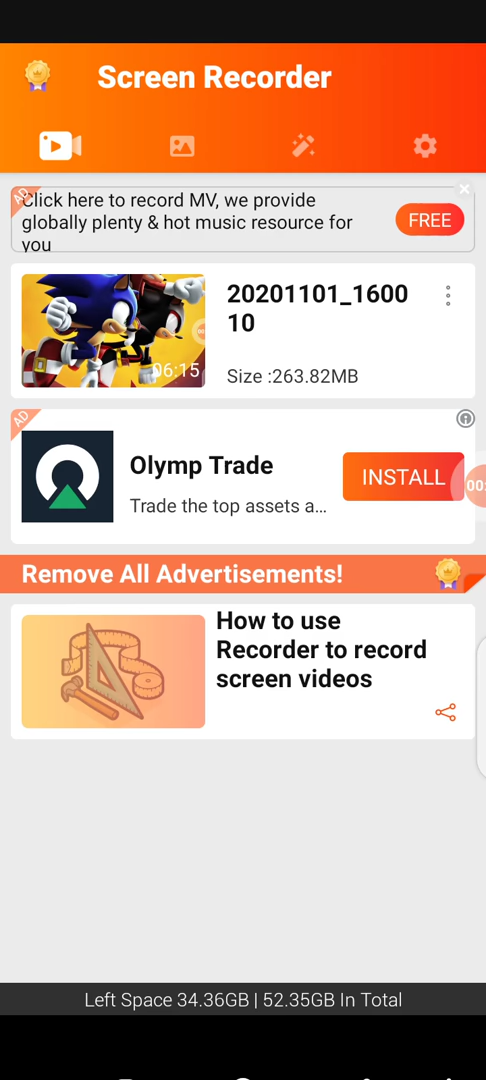 Screen Recorder
AD
Click here to record MV, we provide
globally plenty & hot music resource for
you
FREE
20201101_1600
10
06:15
Size :263.82MB
AD
Olymp Trade
INSTALL
Trade the top assets a...
Remove All Advertisements!
How to use
Recorder to record
screen videos
Left Space 34.36GB | 52.35GB In Total